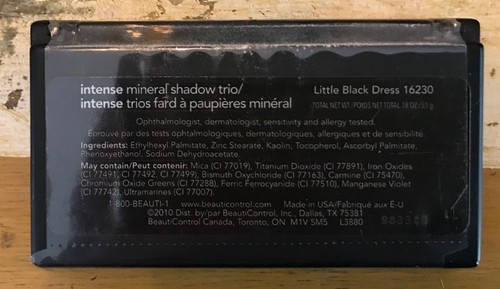 intense mineral shadow trio/
intense trios fard à paupières minéral
Little Black Dress 16230
TOTAL NET WT./POIDS NET TOTAL .18 OZ/5.1 g
Ophthalmologist, dermatologist, sensitivity and allergy tested.
Éprouvé par des tests ophtalmologiques, dermatologiques, allergiques et de sensibilité.
Ingredients: Ethylhexyl Palmitate, Zinc Stearate, Kaolin, Tocopherol, Ascorbyl Palmitate,
Phenoxyethanol, Sodium Dehydroacetate.
May contain/Peut contenir: Mica (CI 77019), Titanium Dioxide (CI 77891), Iron Oxides
(CI 77491, CI 77492, CI 77499), Bismuth Oxychloride (CI 77163), Carmine (CI 75470),
Chromium Oxide Greens (CI 77288), Ferric Ferrocyanide (CI 77510), Manganese Violet
(CI 77742), Ultramarines (CI 77007).
1-800-BEAUTI-1 www.beauticontrol.com Made in USA/Fabriqué aux É-U
©2010 Dist. by/par BeautiControl, Inc., Dallas, TX 75381
BeautiControl Canada, Toronto, ON M1V 5M5 L3880